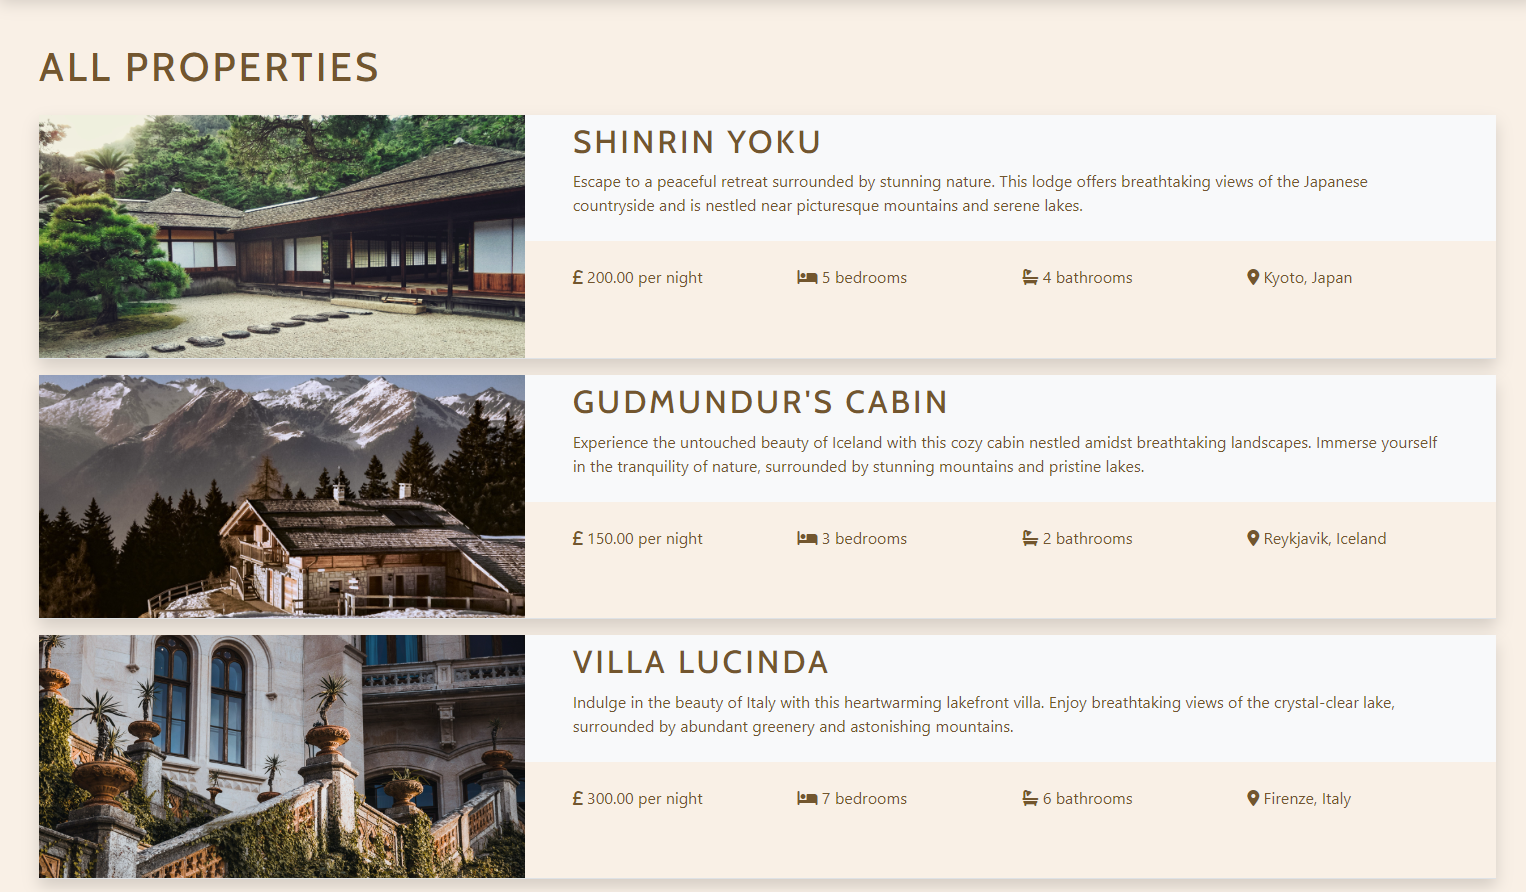 ALL PROPERTIES
SHINRIN YOKU
Escape to a peaceful retreat surrounded by stunning nature. This lodge offers breathtaking views of the Japanese
countryside and is nestled near picturesque mountains and serene lakes.
£ 200.00 per night 5 bedrooms 4 bathrooms Kyoto, Japan
GUDMUNDUR'S CABIN
Experience the untouched beauty of Iceland with this cozy cabin nestled amidst breathtaking landscapes. Immerse yourself
in the tranquility of nature, surrounded by stunning mountains and pristine lakes.
£ 150.00 per night 3 bedrooms 2 bathrooms Reykjavik, Iceland
VILLA LUCINDA
Indulge in the beauty of Italy with this heartwarming lakefront villa. Enjoy breathtaking views of the crystal-clear lake,
surrounded by abundant greenery and astonishing mountains.
£ 300.00 per night 7 bedrooms 6 bathrooms Firenze, Italy